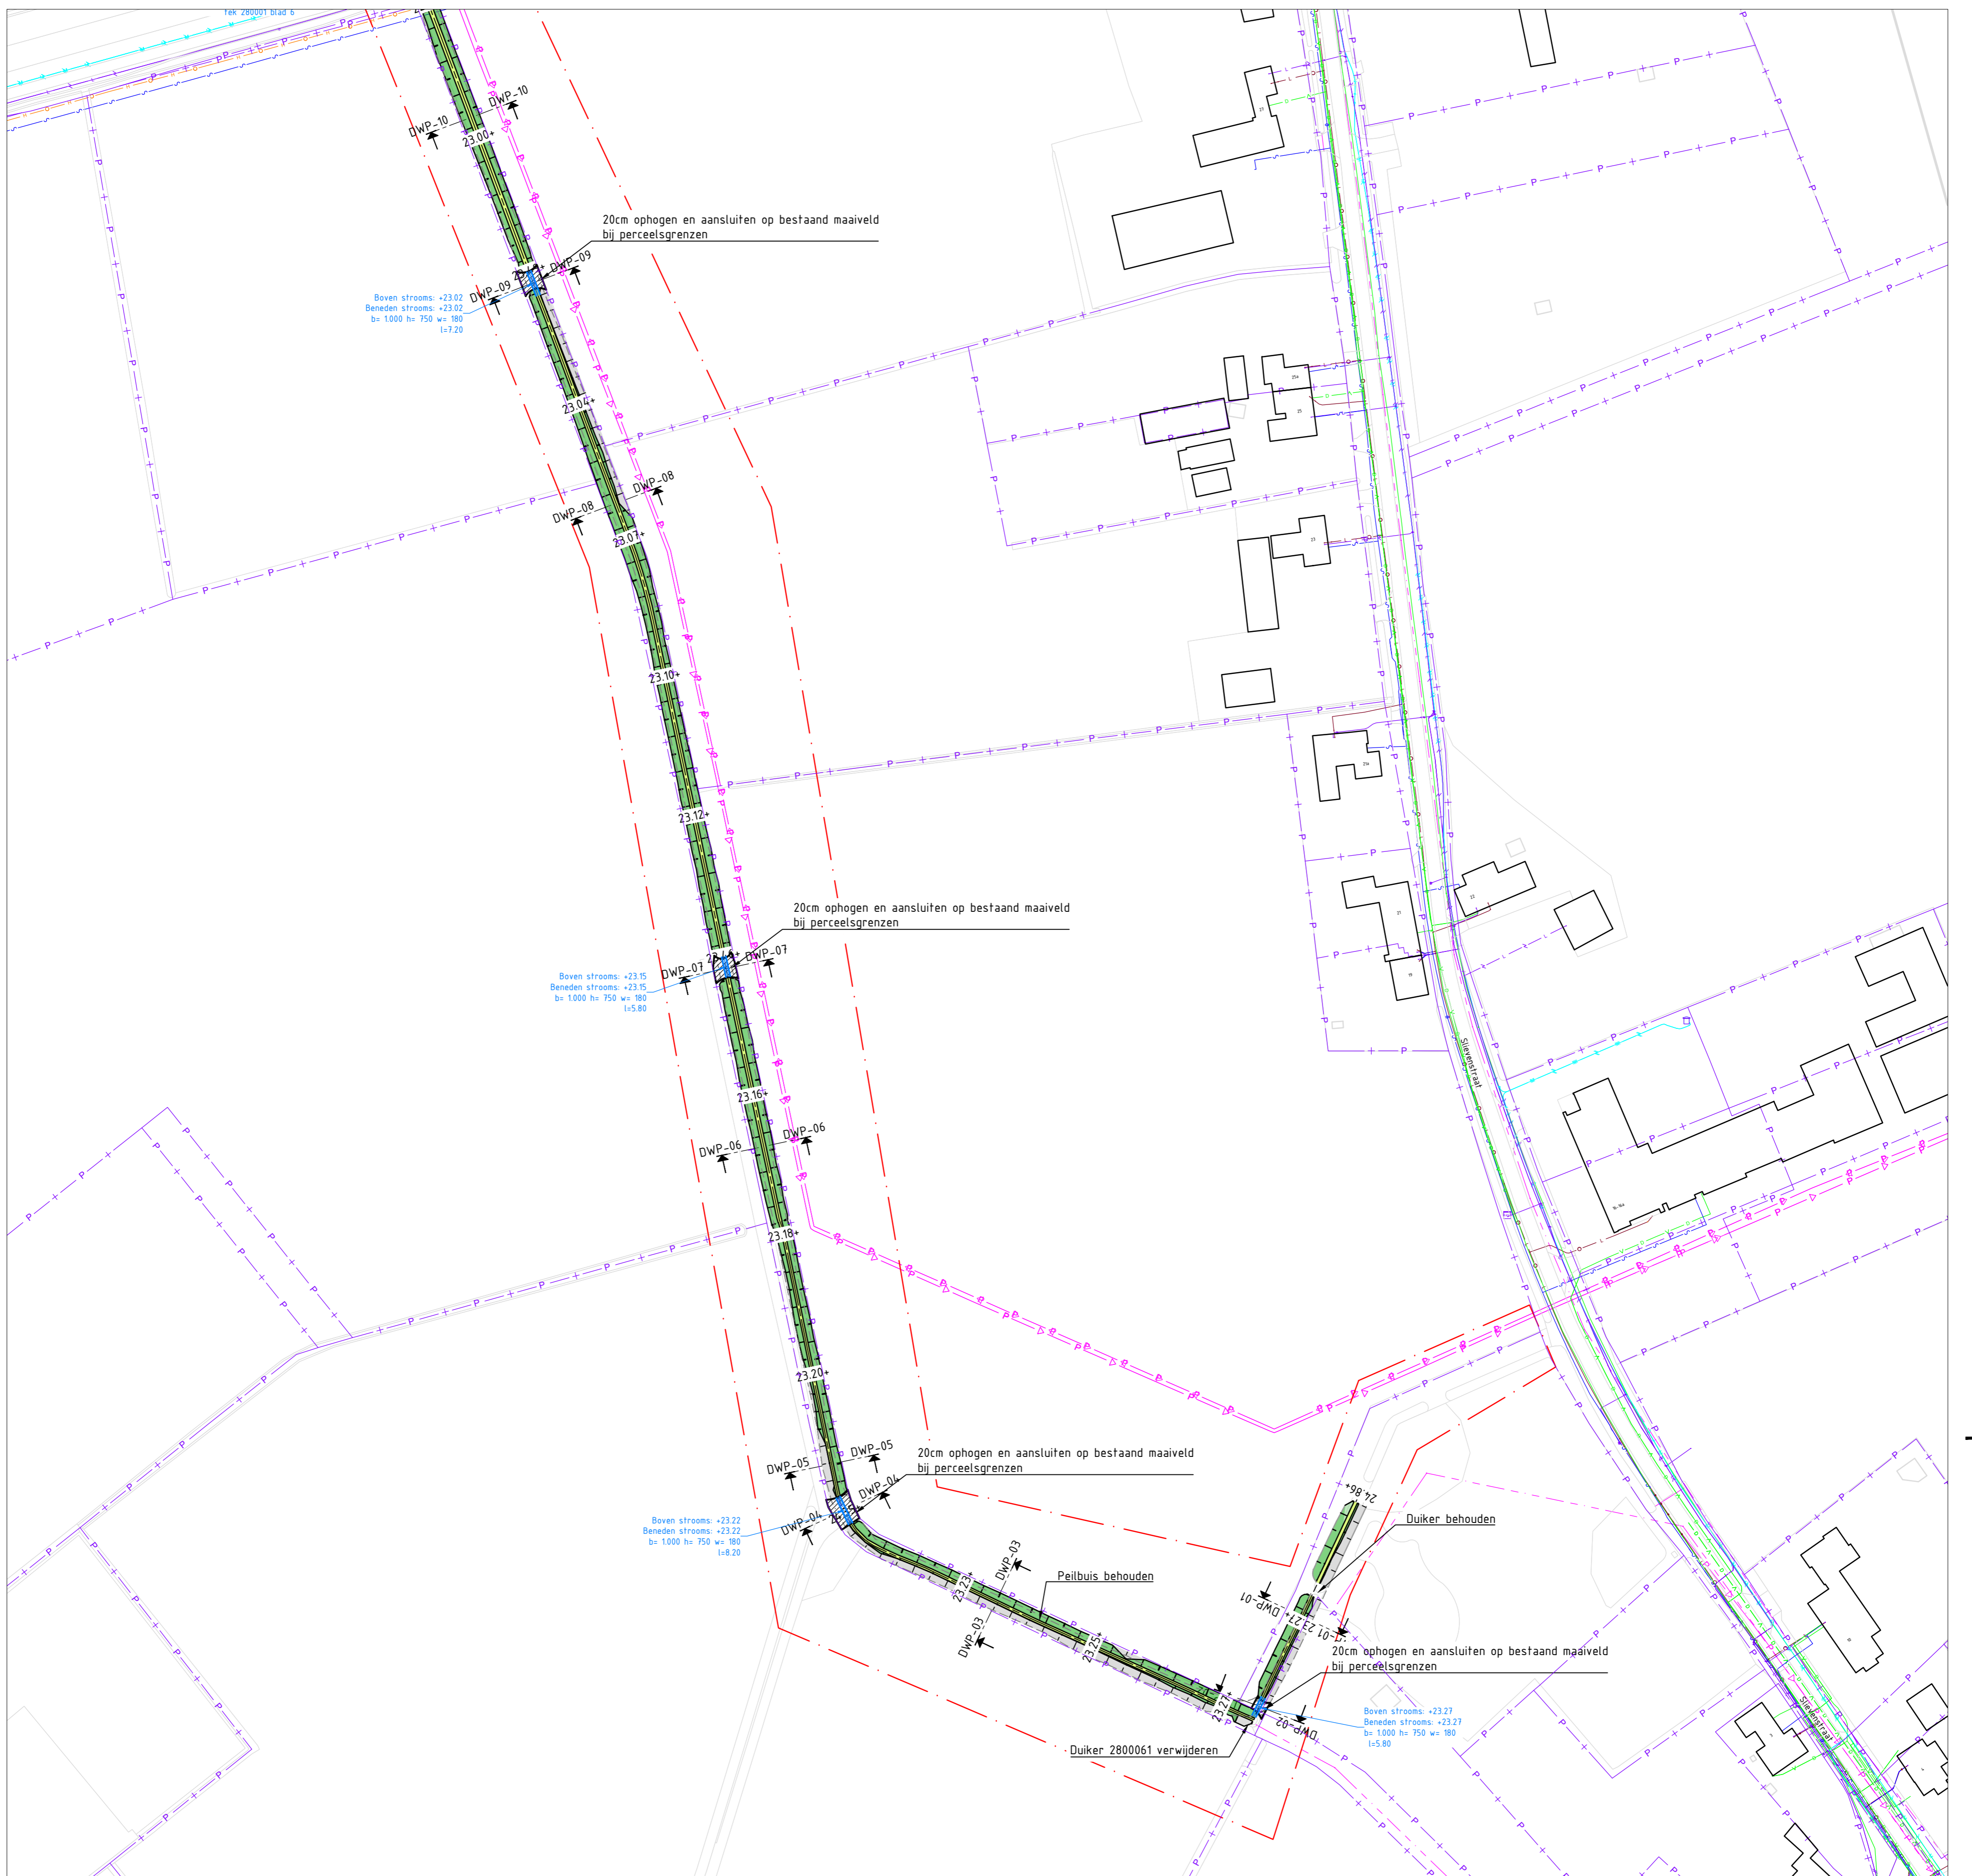 Yek 280001 blad 6
DWP-10
DWP-10
23.00+
20cm ophogen en aansluiten op bestaand maaiveld
bij perceelsgrenzen
DWP-09
DWP-09
Boven strooms: +23.02
Beneden strooms: +23.02
b= 1.000 h= 750 w= 180
l=7.20
23.04+
DWP-08
DWP-08
23.07+
23.10+
23.12+
20cm ophogen en aansluiten op bestaand maaiveld
bij perceelsgrenzen
DWP-07
DWP-07
Boven strooms: +23.15
Beneden strooms: +23.15
b= 1.000 h= 750 w= 180
l=5.80
Slievenstraat
23.16+
DWP-06
DWP-06
23.18+
23.20+
DWP-05
DWP-05
20cm ophogen en aansluiten op bestaand maaiveld
bij perceelsgrenzen
DWP-04
DWP-04
Boven strooms: +23.22
Beneden strooms: +23.22
b= 1.000 h= 750 w= 180
l=8.20
24.86+
Duiker behouden
DWP-03
DWP-03
23.23+
Peilbuis behouden
DWP-01
23.27+
23.25+
20cm ophogen en aansluiten op bestaand maaiveld
bij perceelsgrenzen
23.27+
DWP-02
Boven strooms: +23.27
Beneden strooms: +23.27
b= 1.000 h= 750 w= 180
l=5.80
Duiker 2800061 verwijderen
Slievenstraat